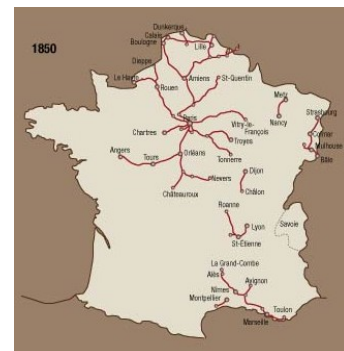 1850
Dunkerque
Calais
Boulogne
Lille
Dieppe
Le Havre
Amiens
St-Quentin
Rouen
Paris
Metz
Nancy
Strasbourg
Colmar
Mulhouse
Bâle
Chartres
Vitry-le-
François
Troyes
Tonnerre
Angers
Tours
Orléans
Nevers
Dijon
Châlon
Châteauroux
Roanne
Lyon
St-Étienne
Savoie
La Grand-Combe
Alès
Avignon
Nîmes
Montpellier
Marseille
Toulon